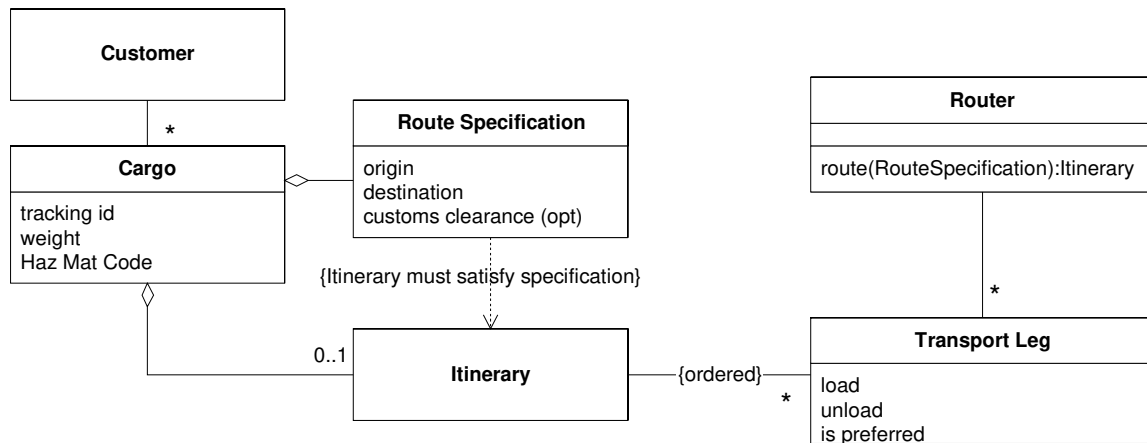 Customer
*
Cargo
tracking id
weight
Haz Mat Code
Route Specification
origin
destination
customs clearance (opt)
{Itinerary must satisfy specification}
0..1
Itinerary
{ordered}
*
Router
route(RouteSpecification):Itinerary
*
Transport Leg
load
unload
is preferred